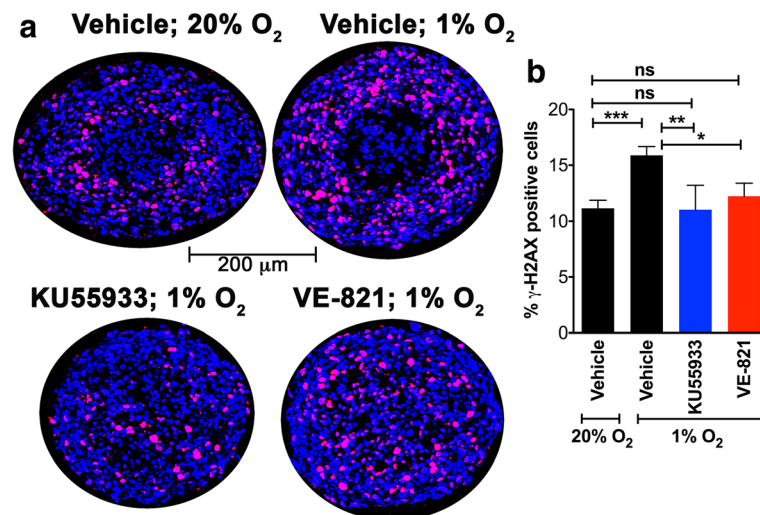 a
Vehicle; 20% O₂
Vehicle; 1% O₂
200 μm
KU55933; 1% O₂
VE-821; 1% O₂
b
ns
ns
*** **
*
20
15
10
5
0
% γ-H2AX positive cells
Vehicle
Vehicle
KU55933
VE-821
20% O₂
1% O₂